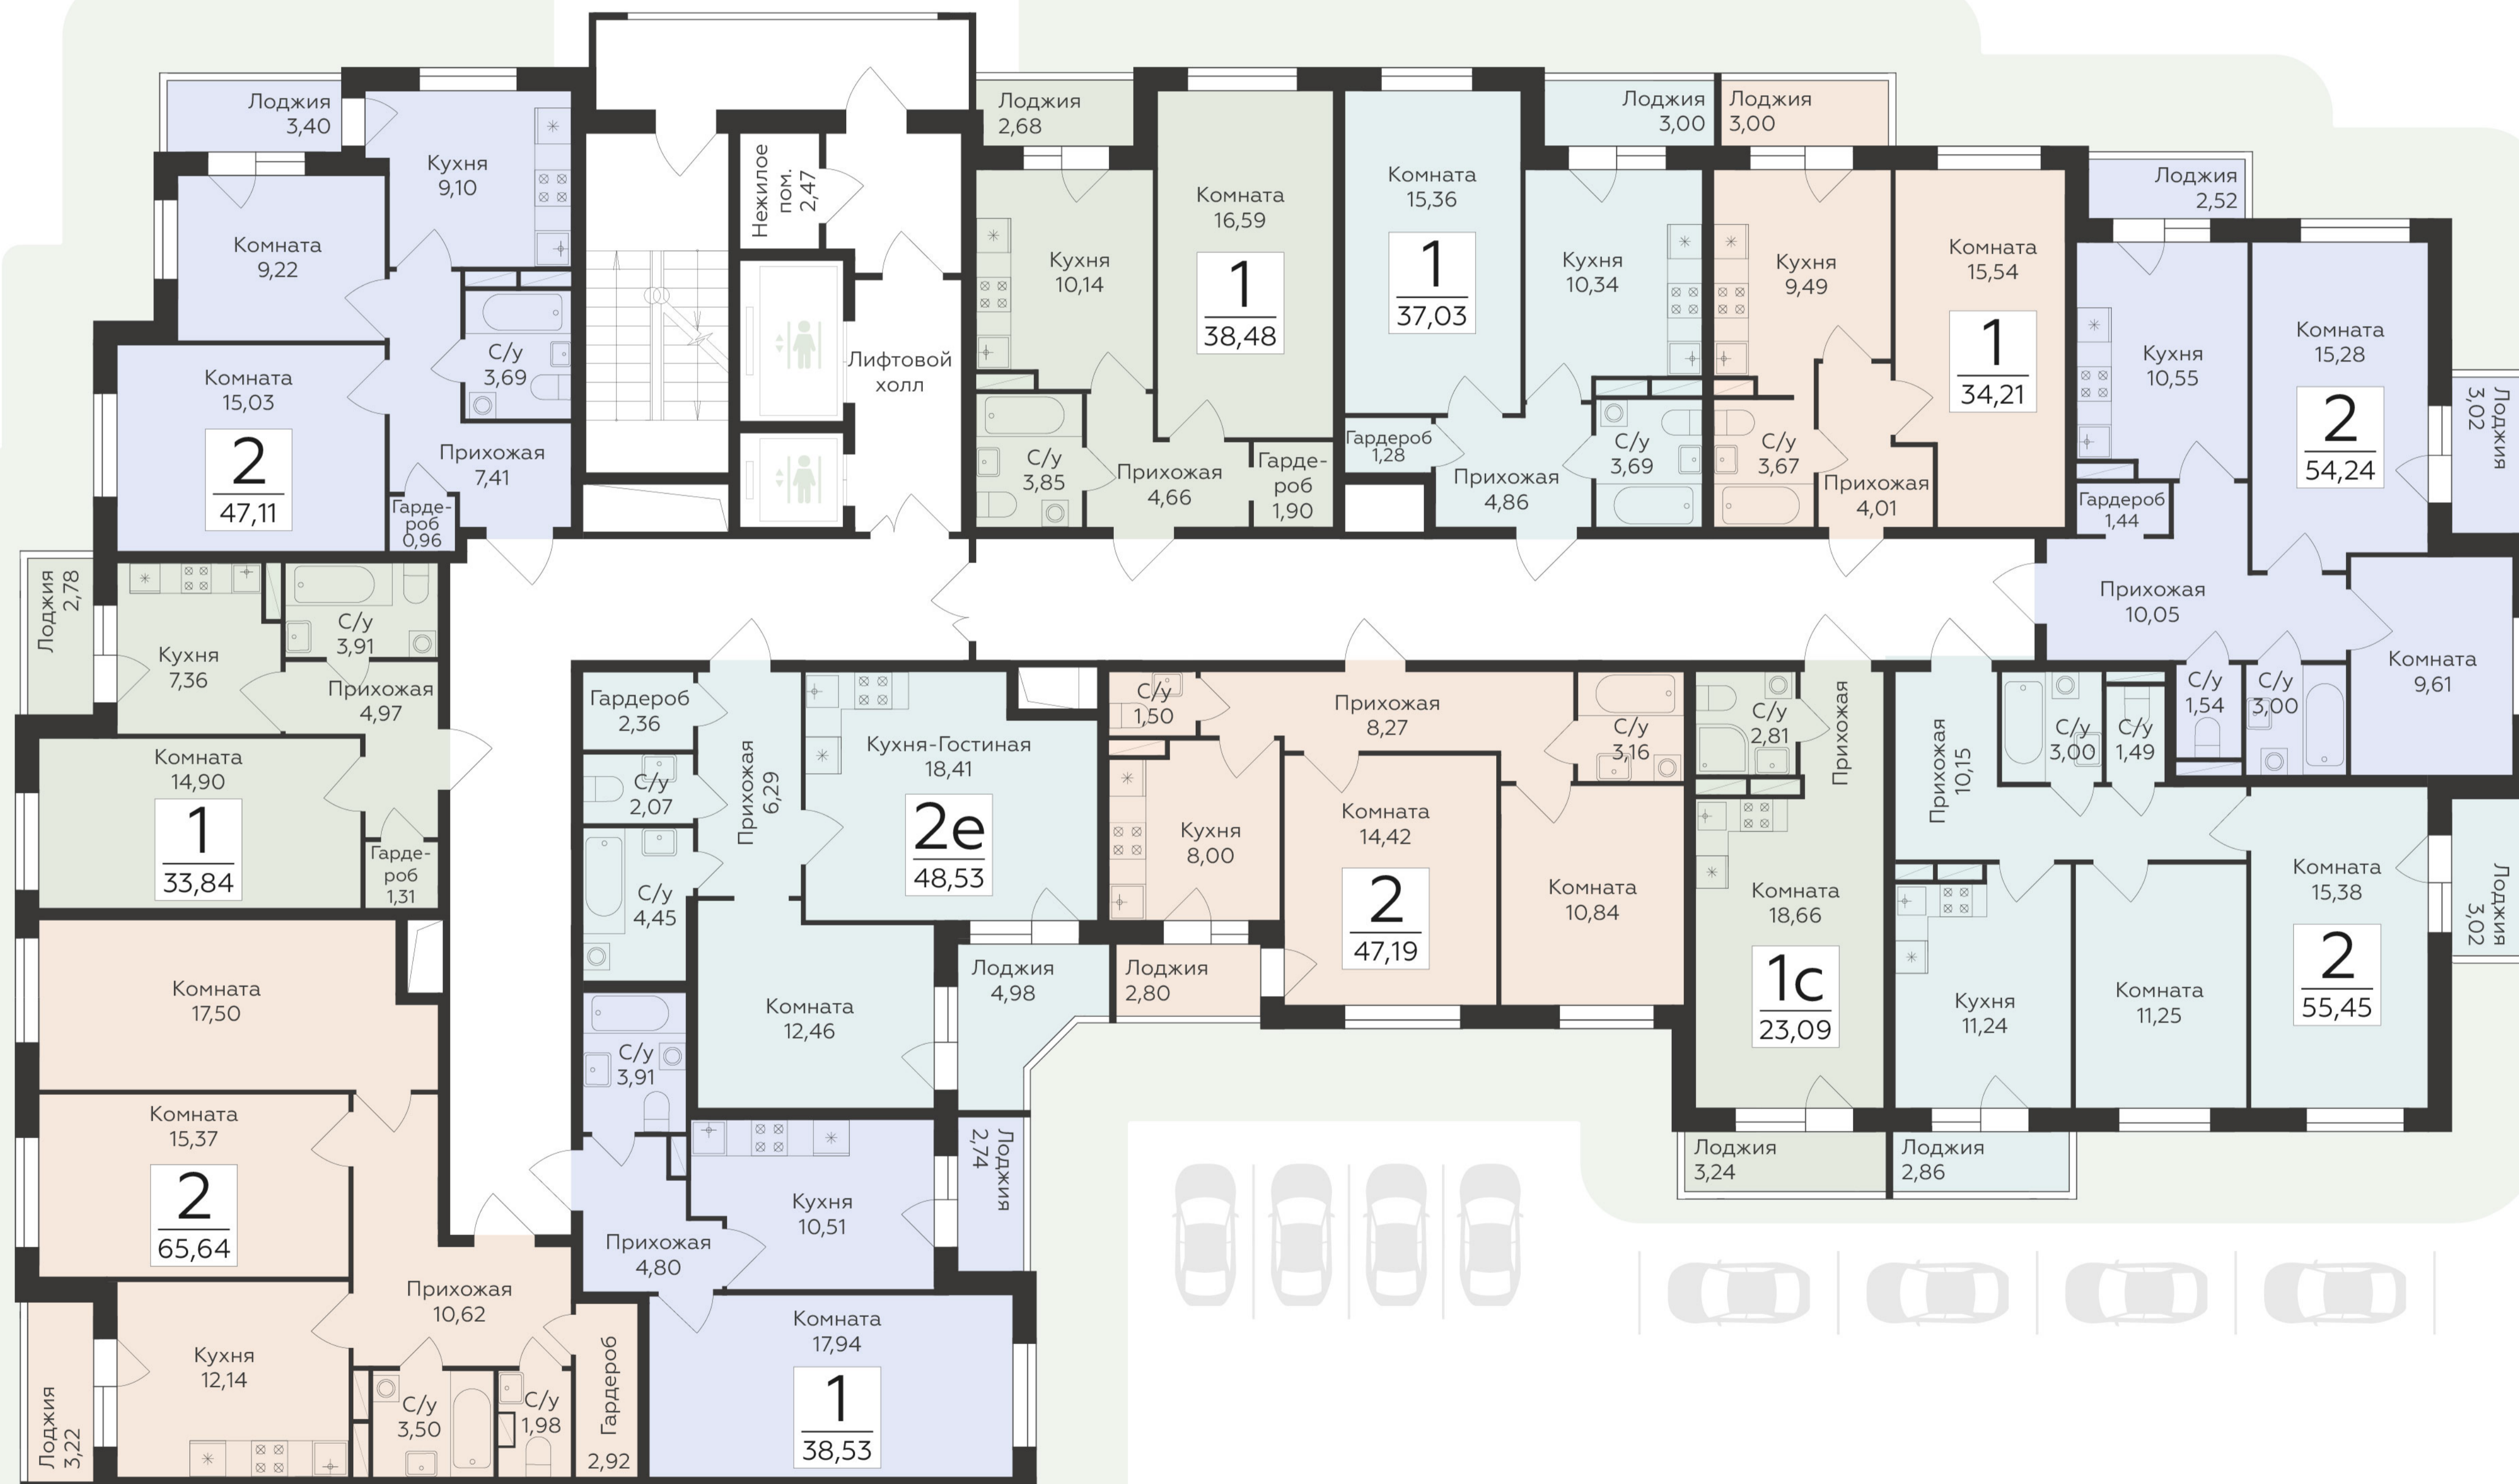 Лоджия
3,40
Кухня
9,10
Комната
9,22
С/у
3,69
Комната
15,03
2
47,11
Прихожая
7,41
Гарде-
роб
0,96
Нежилое
пом.
2,47
Лифтовой
холл
Лоджия
2,68
Кухня
10,14
Комната
16,59
1
38,48
С/у
3,85
Прихожая
4,66
Гарде-
роб
1,90
Комната
15,36
1
37,03
Лоджия
3,00
Кухня
10,34
Гардероб
1,28
Прихожая
4,86
С/у
3,69
Лоджия
3,00
Кухня
9,49
Комната
15,54
1
34,21
С/у
3,67
Прихожая
4,01
Лоджия
2,52
Кухня
10,55
Комната
15,28
2
54,24
Лоджия
3,02
Гардероб
1,44
Прихожая
10,05
С/у
1,54
С/у
3,00
Комната
9,61
Лоджия
2,78
Кухня
7,36
С/у
3,91
Прихожая
4,97
Комната
14,90
1
33,84
Гарде-
роб
1,31
Гардероб
2,36
С/у
2,07
С/у
4,45
Прихожая
6,29
Кухня-Гостиная
18,41
2е
48,53
Комната
12,46
Лоджия
4,98
С/у
1,50
Прихожая
8,27
С/у
3,16
Кухня
8,00
Комната
14,42
2
47,19
Комната
10,84
Лоджия
2,80
С/у
2,81
Прихожая
Комната
18,66
1с
23,09
Лоджия
3,24
Прихожая
10,15
С/у
3,00
С/у
1,49
Кухня
11,24
Комната
11,25
Комната
15,38
2
55,45
Лоджия
3,02
Лоджия
2,86
Комната
17,50
Комната
15,37
2
65,64
Прихожая
10,62
Кухня
12,14
Лоджия
3,22
С/у
3,50
С/у
1,98
Гардероб
2,92
С/у
3,91
Прихожая
4,80
Кухня
10,51
Лоджия
2,74
Комната
17,94
1
38,53